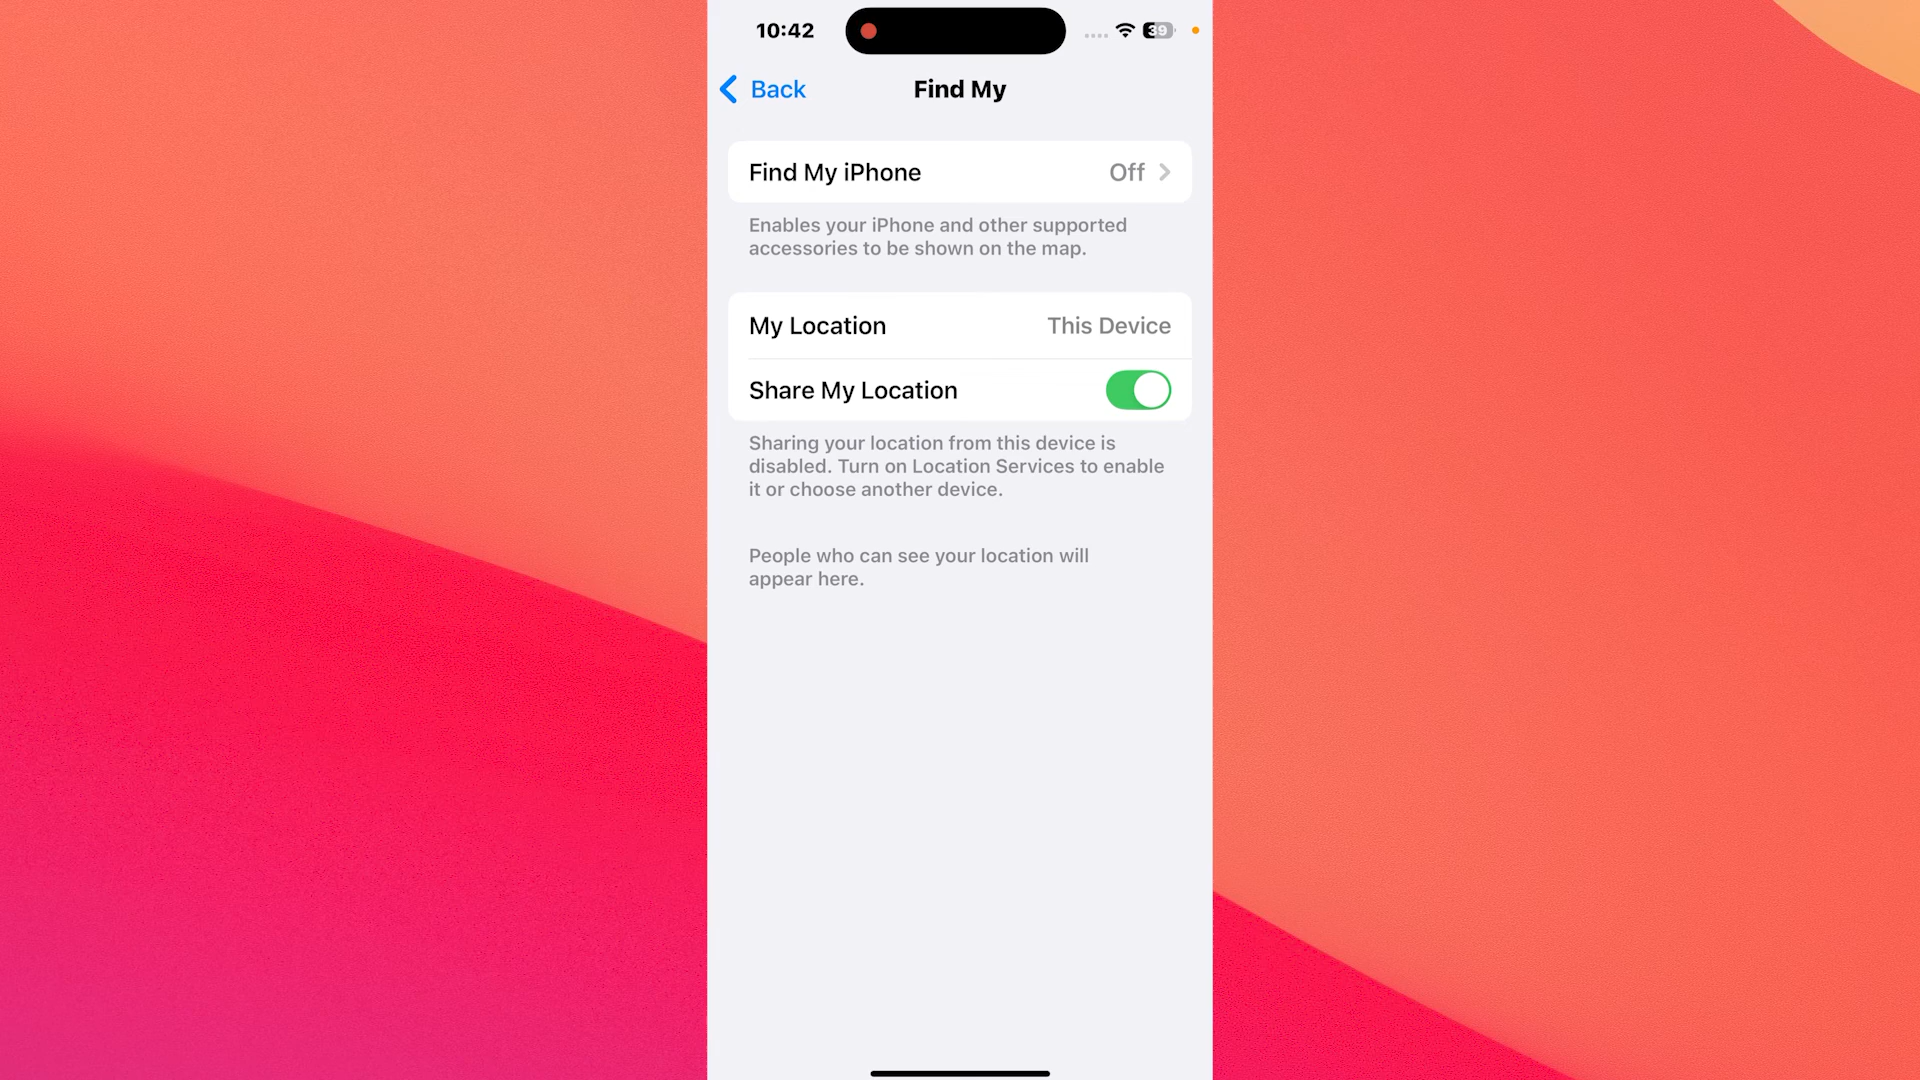 10:42
39
Back
Find My
Find My iPhone Off
Enables your iPhone and other supported
accessories to be shown on the map.
My Location This Device
Share My Location
Sharing your location from this device is
disabled. Turn on Location Services to enable
it or choose another device.
People who can see your location will
appear here.